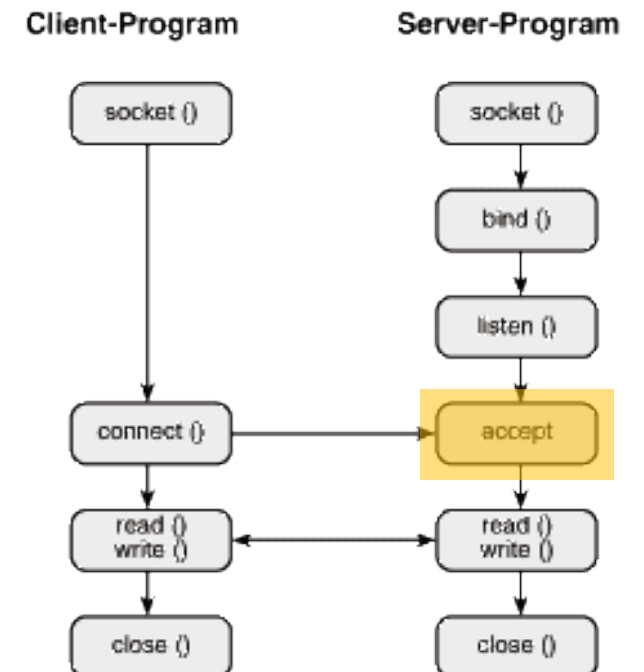 Client-Program
Server-Program
socket ()
socket ()
bind ()
listen ()
connect ()
accept
read ()
write ()
read ()
write ()
close ()
close ()